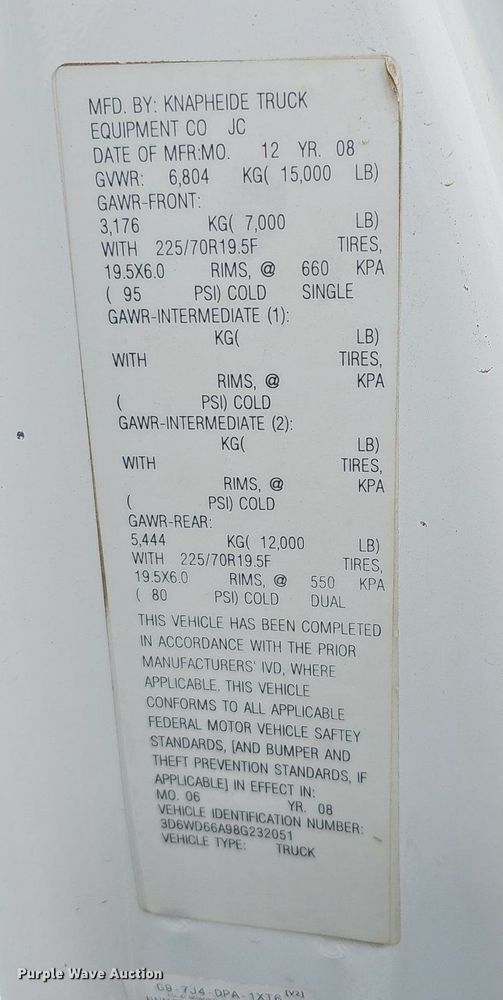 MFD. BY: KNAPHEIDE TRUCK
EQUIPMENT CO JC
DATE OF MFR:MO. 12 YR. 08
GVWR: 6,804 KG( 15,000 LB)
GAWR-FRONT:
3,176 KG( 7,000 LB)
WITH 225/70R19.5F TIRES,
19.5X6.0 RIMS, @ 660 KPA
( 95 PSI) COLD SINGLE
GAWR-INTERMEDIATE (1):
KG( LB)
WITH TIRES,
RIMS, @ KPA
( PSI) COLD
GAWR-INTERMEDIATE (2):
KG( LB)
WITH TIRES,
RIMS, @ KPA
( PSI) COLD
GAWR-REAR:
5,444 KG( 12,000 LB)
WITH 225/70R19.5F TIRES,
19.5X6.0 RIMS, @ 550 KPA
( 80 PSI) COLD DUAL
THIS VEHICLE HAS BEEN COMPLETED
IN ACCORDANCE WITH THE PRIOR
MANUFACTURERS' IVD, WHERE
APPLICABLE. THIS VEHICLE
CONFORMS TO ALL APPLICABLE
FEDERAL MOTOR VEHICLE SAFTEY
STANDARDS, [AND BUMPER AND
THEFT PREVENTION STANDARDS, IF
APPLICABLE] IN EFFECT IN:
MO. 06 YR. 08
VEHICLE IDENTIFICATION NUMBER:
3D6WD66A98G232051
VEHICLE TYPE: TRUCK
Purple Wave Auction